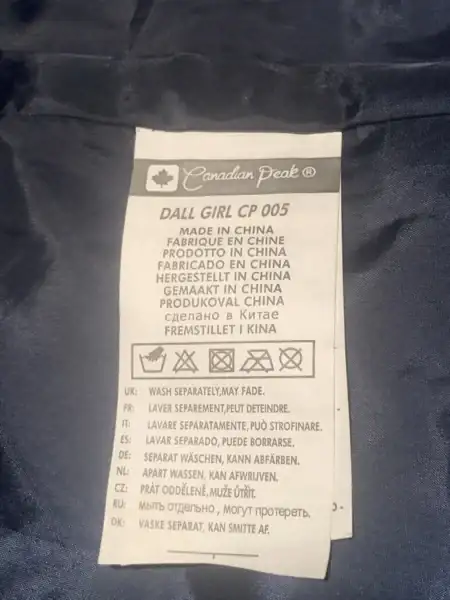 Canadian Peak ®
DALL GIRL CP 005
MADE IN CHINA
FABRIQUE EN CHINE
PRODOTTO IN CHINA
FABRICADO EN CHINA
HERGESTELLT IN CHINA
GEMAAKT IN CHINA
PRODUKOVAL CHINA
сделано в Китае
FREMSTILLET I KINA
UK: WASH SEPARATELY,MAY FADE.
FR: LAVER SEPAREMENT,PEUT DETEINDRE.
IT: LAVARE SEPARATAMENTE, PUÒ STROFINARE.
ES: LAVAR SEPARADO, PUEDE BORRARSE.
DE: SEPARAT WÄSCHEN, KANN ABFÄRBEN.
NL: APART WASSEN, KAN AFWRIJVEN.
CZ: PRÁT ODDĚLENĚ, MUŽE ÚTŘÍT.
RU: Мыть отдельно, могут протереть.
DK: VASKE SEPARAT, KAN SMITTE AF.